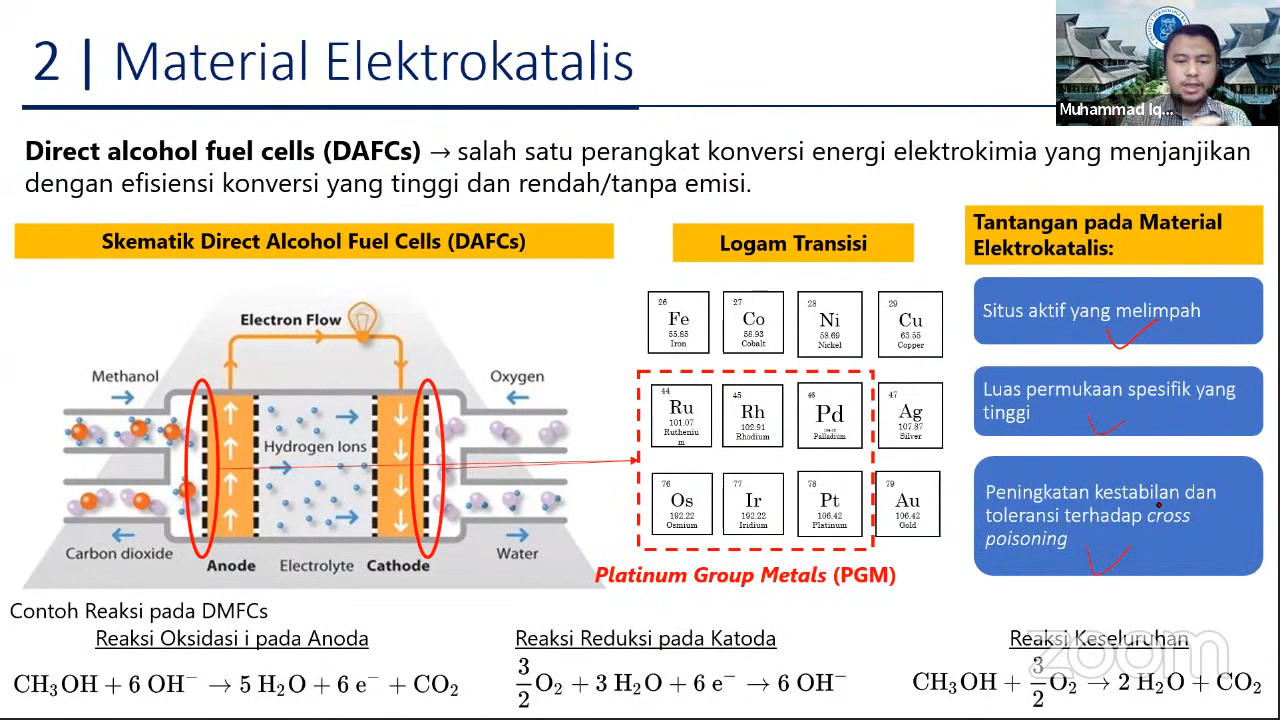 2 | Material Elektrokatalis
Muhammad Iq...
Direct alcohol fuel cells (DAFCs) → salah satu perangkat konversi energi elektrokimia yang menjanjikan
dengan efisiensi konversi yang tinggi dan rendah/tanpa emisi.
Skematik Direct Alcohol Fuel Cells (DAFCs)
Electron Flow
Methanol
Oxygen
Hydrogen Ions
Carbon dioxide
Water
Anode
Electrolyte
Cathode
Logam Transisi
26
Fe
55.85
Iron
27
Co
58.93
Cobalt
28
Ni
58.69
Nickel
29
Cu
63.55
Copper
44
Ru
101.07
Rutheniu
m
45
Rh
102.91
Rhodium
46
Pd
Palladium
47
Ag
107.87
Silver
76
Os
192.22
Osmium
77
Ir
192.22
Iridium
78
Pt
106.42
Platinum
79
Au
106.42
Gold
Platinum Group Metals (PGM)
Tantangan pada Material
Elektrokatalis:
Situs aktif yang melimpah
Luas permukaan spesifik yang
tinggi
Peningkatan kestabilan dan
toleransi terhadap cross
poisoning
Contoh Reaksi pada DMFCs
Reaksi Oksidasi i pada Anoda
CH₃OH + 6 OH⁻ → 5 H₂O + 6 e⁻ + CO₂
Reaksi Reduksi pada Katoda
3/2 O₂ + 3 H₂O + 6 e⁻ → 6 OH⁻
Reaksi Keseluruhan
CH₃OH + 3/2 O₂ → 2 H₂O + CO₂
zoom